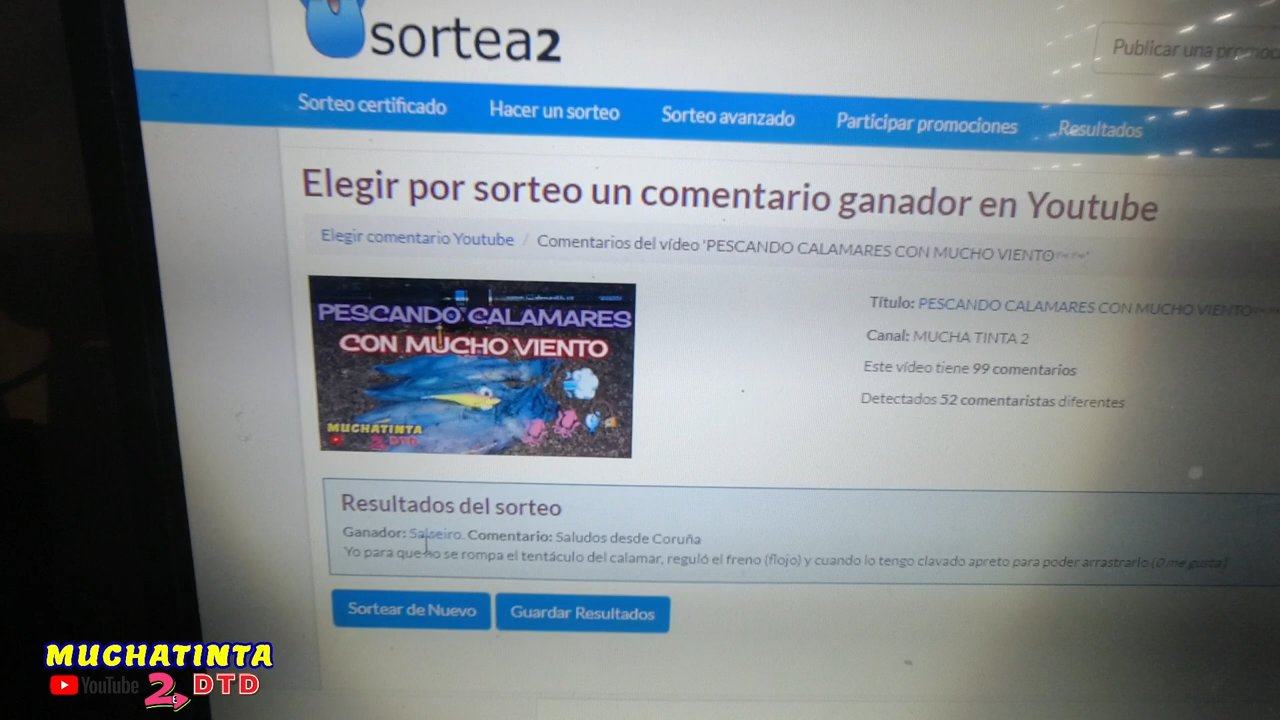 sortea2
Publicar una promoc
Sorteo certificado Hacer un sorteo Sorteo avanzado Participar promociones Resultados
Elegir por sorteo un comentario ganador en Youtube
Elegir comentario Youtube / Comentarios del vídeo 'PESCANDO CALAMARES CON MUCHO VIENTO
PESCANDO CALAMARES
CON MUCHO VIENTO
MUCHATINTA
2 DTD
Título: PESCANDO CALAMARES CON MUCHO VIENTO
Canal: MUCHA TINTA 2
Este vídeo tiene 99 comentarios
Detectados 52 comentaristas diferentes
Resultados del sorteo
Ganador: Salseiro. Comentario: Saludos desde Coruña
Yo para que no se rompa el tentáculo del calamar, reguló el freno (flojo) y cuando lo tengo clavado apreto para poder arrastrarlo (0 me gusta)
Sortear de Nuevo Guardar Resultados
MUCHATINTA
YouTube 2 DTD